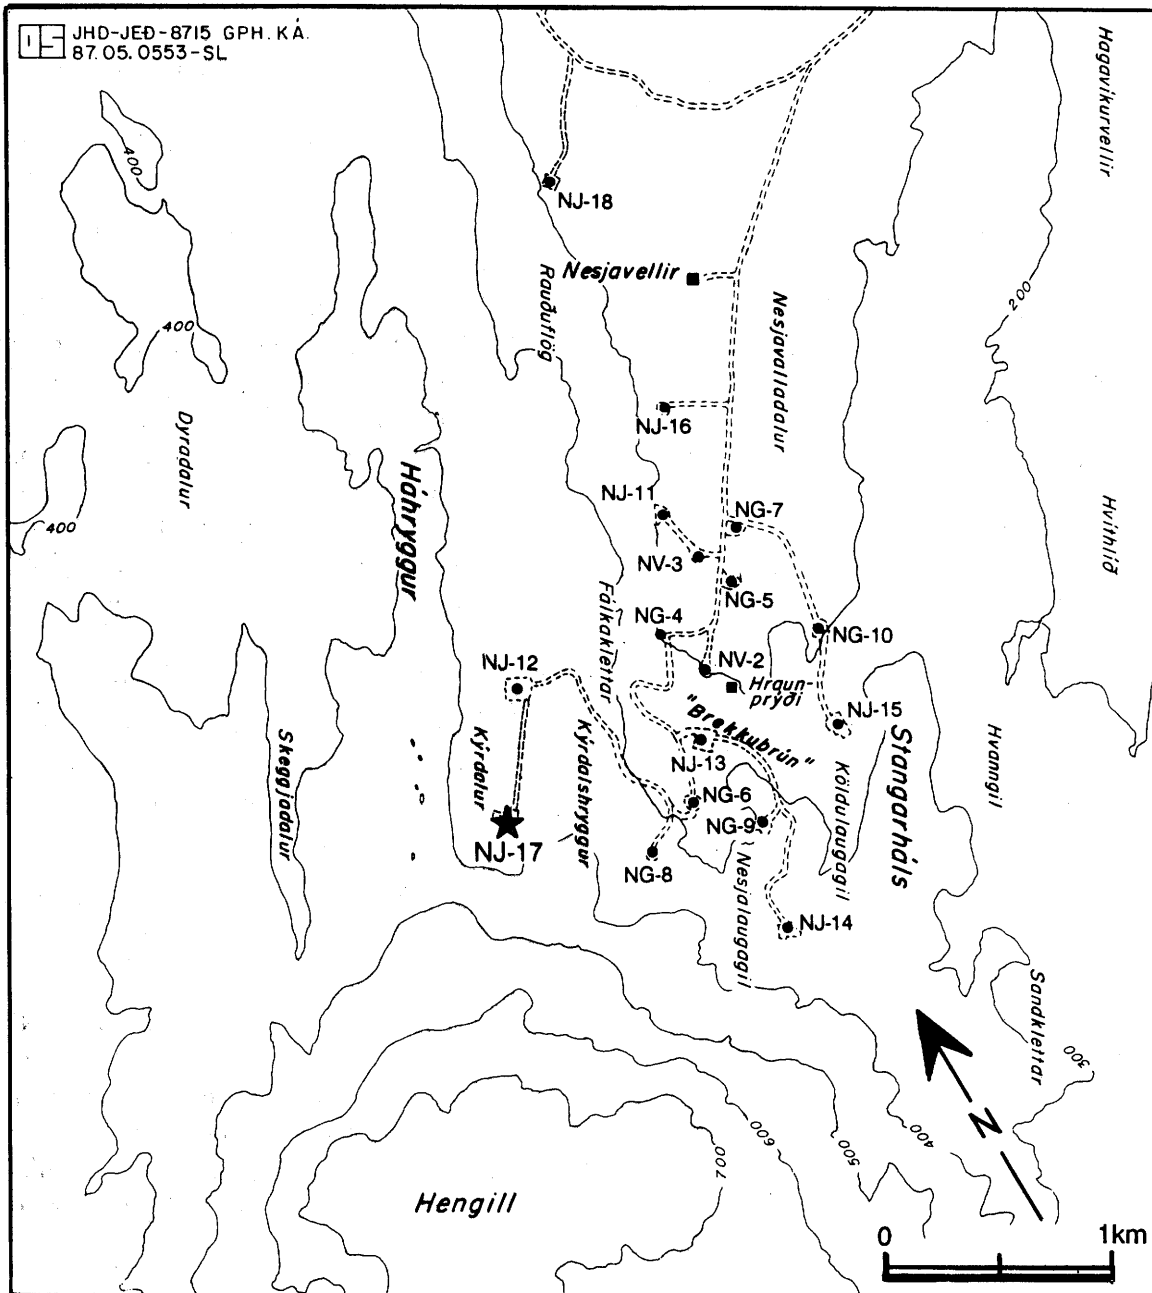 JHD-JEÐ-8715 GPH. KÁ.
87.05.0553-SL
Hagavíkurvellir
400
NJ-18
Nesjavellir
Rauðuflög
Nesjavalladalur
200
400
NJ-16
Dyradalur
Háhryggur
NJ-11
NG-7
Hvíthlíð
400
NV-3
NG-5
Fálkaklettar
NG-4
NG-10
NJ-12
NV-2
Hraun-
prýði
NJ-15
"Brekkubrún"
Skeggjadalur
Kýrdalur
Kýrdalshryggur
NJ-13
Köldulaugagil
Stangarháls
Hvanngil
NG-6
NG-9
NJ-17
NG-8
Nesjalaugagil
NJ-14
Sandklettar
300
N
400
500
600
700
Hengill
0
1km